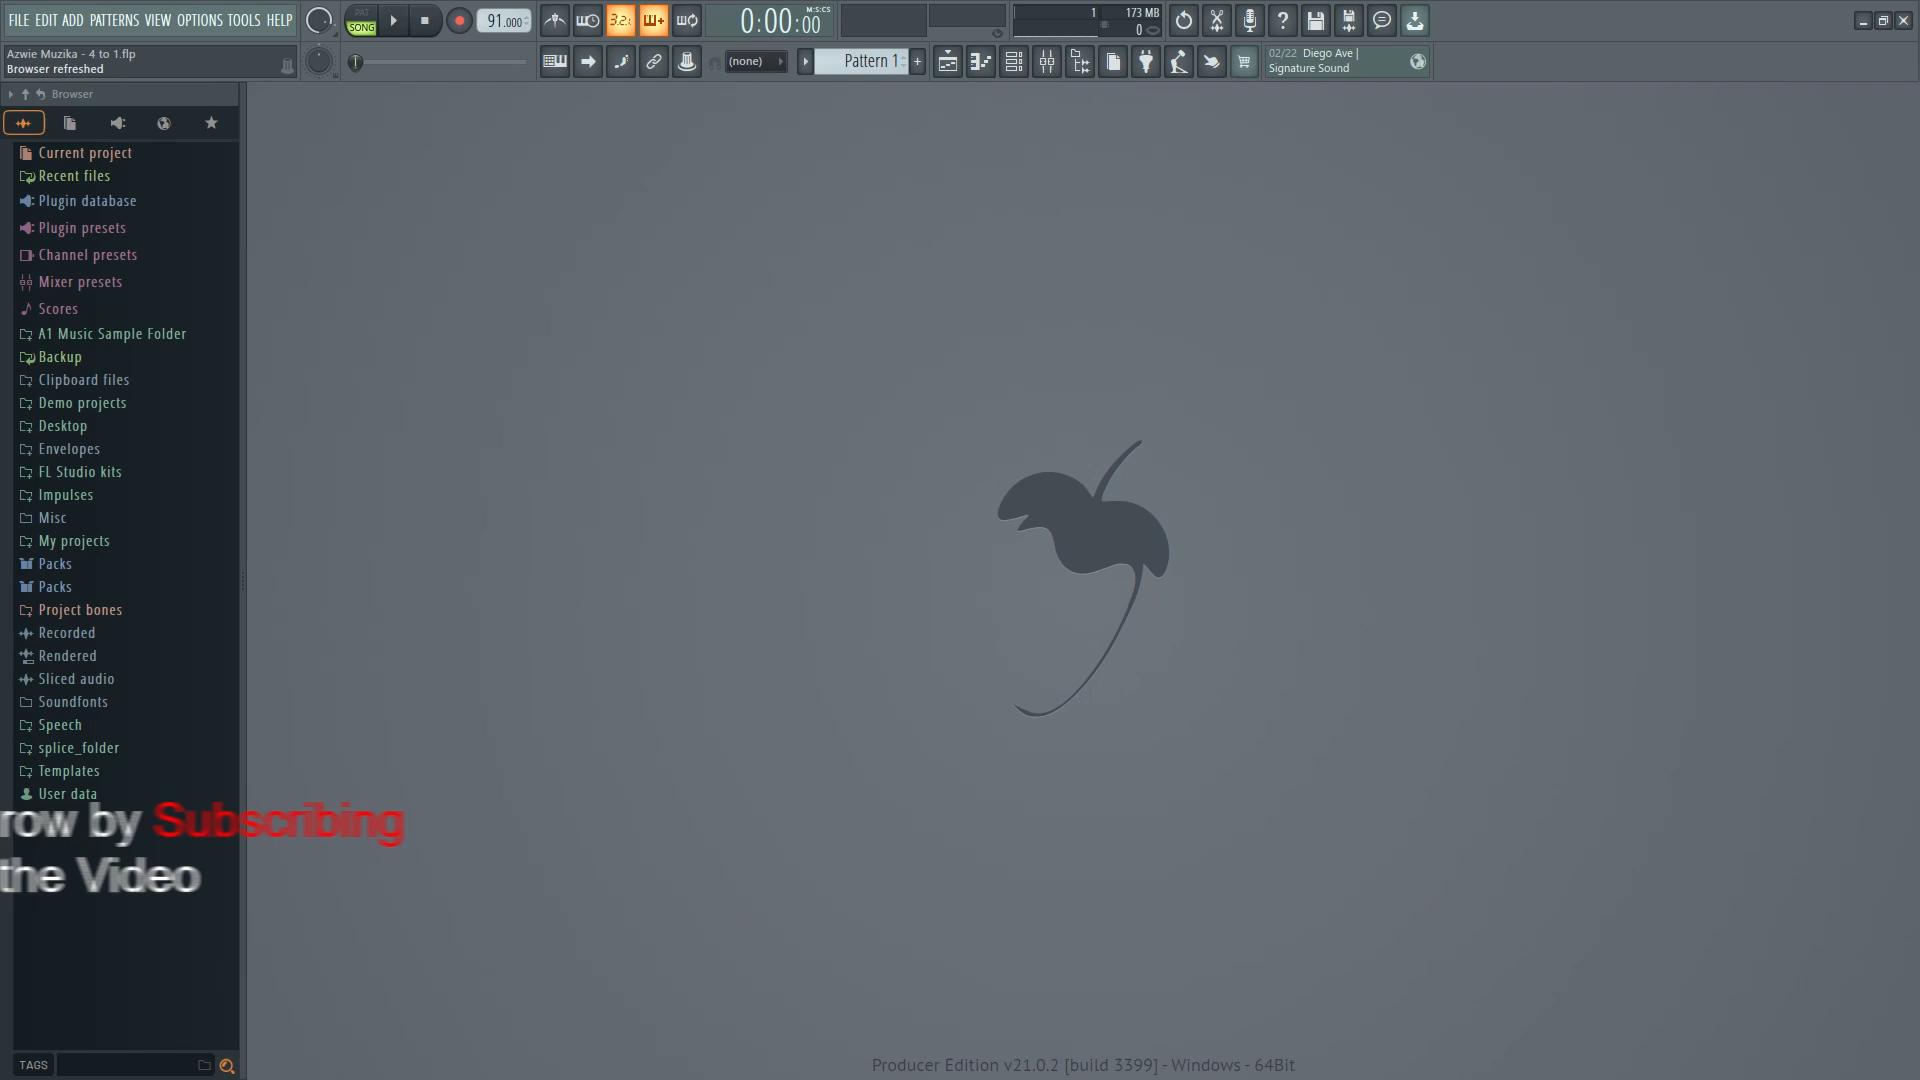 FILE EDIT ADD PATTERNS VIEW OPTIONS TOOLS HELP
PAT
SONG
91.000
3.2.1
0:00:00
M:S:CS
1
173 MB
0
Azwie Muzika - 4 to 1.flp
Browser refreshed
(none)
Pattern 1
02/22 Diego Ave |
Signature Sound
Browser
Current project
Recent files
Plugin database
Plugin presets
Channel presets
Mixer presets
Scores
A1 Music Sample Folder
Backup
Clipboard files
Demo projects
Desktop
Envelopes
FL Studio kits
Impulses
Misc
My projects
Packs
Packs
Project bones
Recorded
Rendered
Sliced audio
Soundfonts
Speech
splice_folder
Templates
User data
row by Subscribing
the Video
TAGS
Producer Edition v21.0.2 [build 3399] - Windows - 64Bit